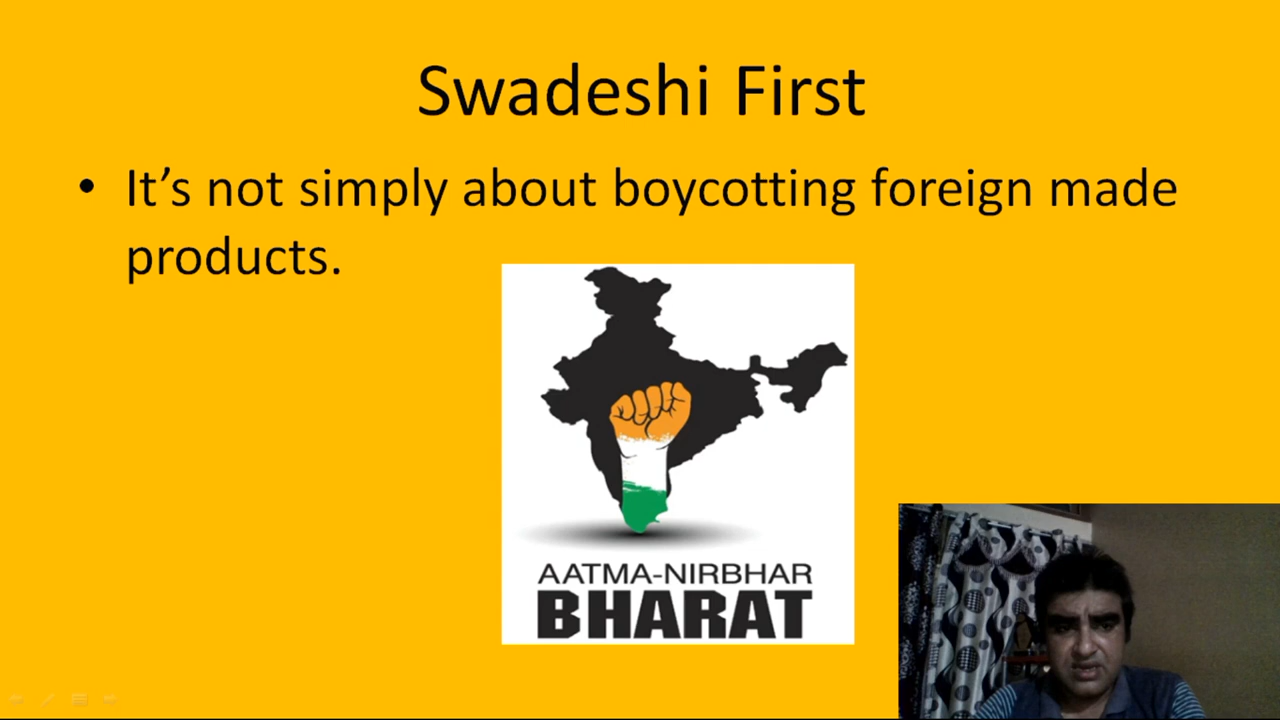 Swadeshi First
• It’s not simply about boycotting foreign made
products.
AATMA-NIRBHAR
BHARAT